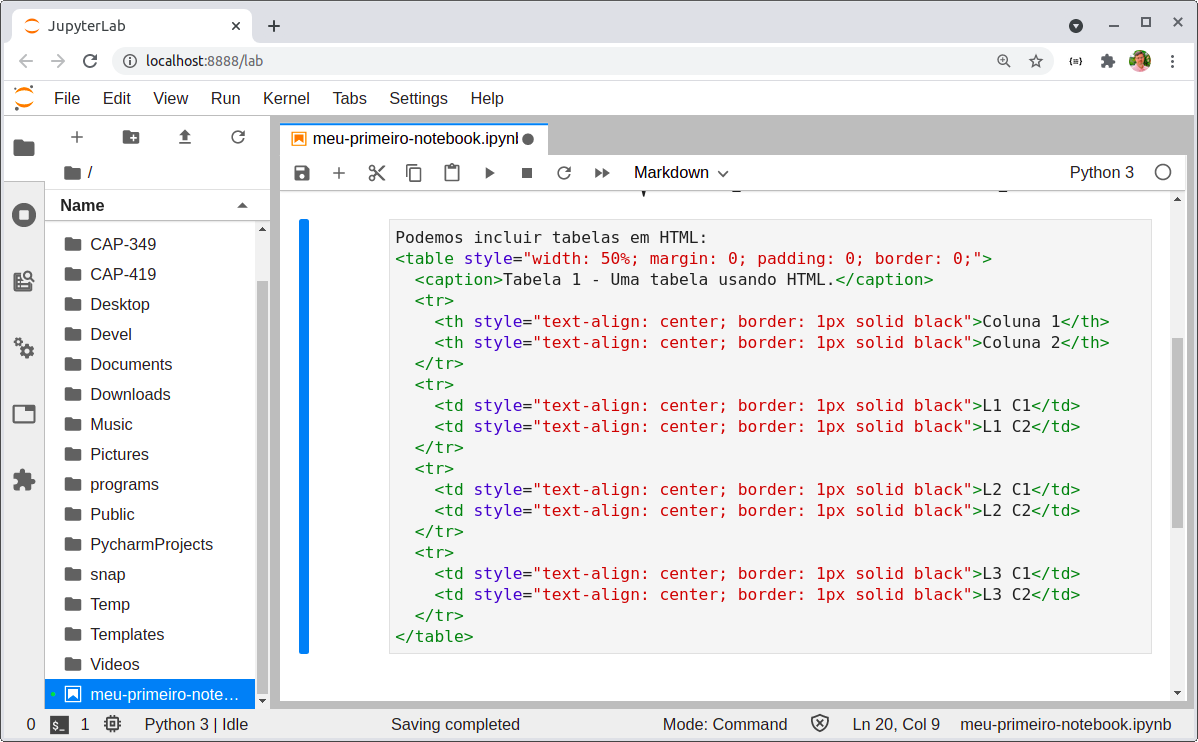 JupyterLab
localhost:8888/lab
File Edit View Run Kernel Tabs Settings Help
meu-primeiro-notebook.ipynl
/
Markdown
Python 3
Name
CAP-349
CAP-419
Desktop
Devel
Documents
Downloads
Music
Pictures
programs
Public
PycharmProjects
snap
Temp
Templates
Videos
meu-primeiro-note...
Podemos incluir tabelas em HTML:
<table style="width: 50%; margin: 0; padding: 0; border: 0;">
  <caption>Tabela 1 - Uma tabela usando HTML.</caption>
  <tr>
    <th style="text-align: center; border: 1px solid black">Coluna 1</th>
    <th style="text-align: center; border: 1px solid black">Coluna 2</th>
  </tr>
  <tr>
    <td style="text-align: center; border: 1px solid black">L1 C1</td>
    <td style="text-align: center; border: 1px solid black">L1 C2</td>
  </tr>
  <tr>
    <td style="text-align: center; border: 1px solid black">L2 C1</td>
    <td style="text-align: center; border: 1px solid black">L2 C2</td>
  </tr>
  <tr>
    <td style="text-align: center; border: 1px solid black">L3 C1</td>
    <td style="text-align: center; border: 1px solid black">L3 C2</td>
  </tr>
</table>
0 $_ 1 Python 3 | Idle Saving completed Mode: Command Ln 20, Col 9 meu-primeiro-notebook.ipynb